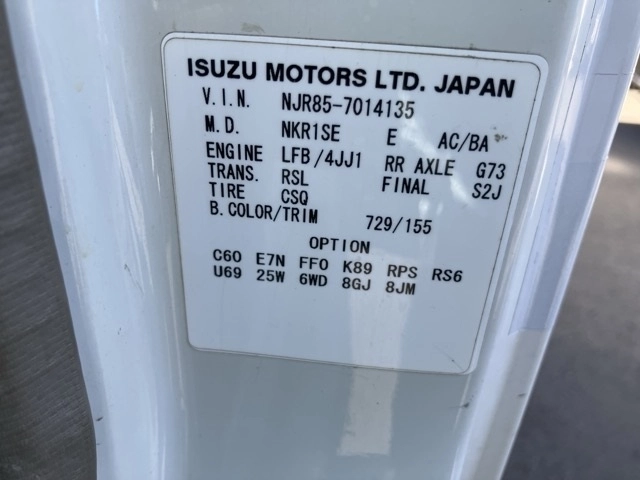 ISUZU MOTORS LTD. JAPAN
V.I.N. NJR85-7014135
M.D. NKR1SE E AC/BA
ENGINE LFB/4JJ1 RR AXLE G73
TRANS. RSL FINAL S2J
TIRE CSQ
B.COLOR/TRIM 729/155
OPTION
C60 E7N FF0 K89 RPS RS6
U69 25W 6WD 8GJ 8JM